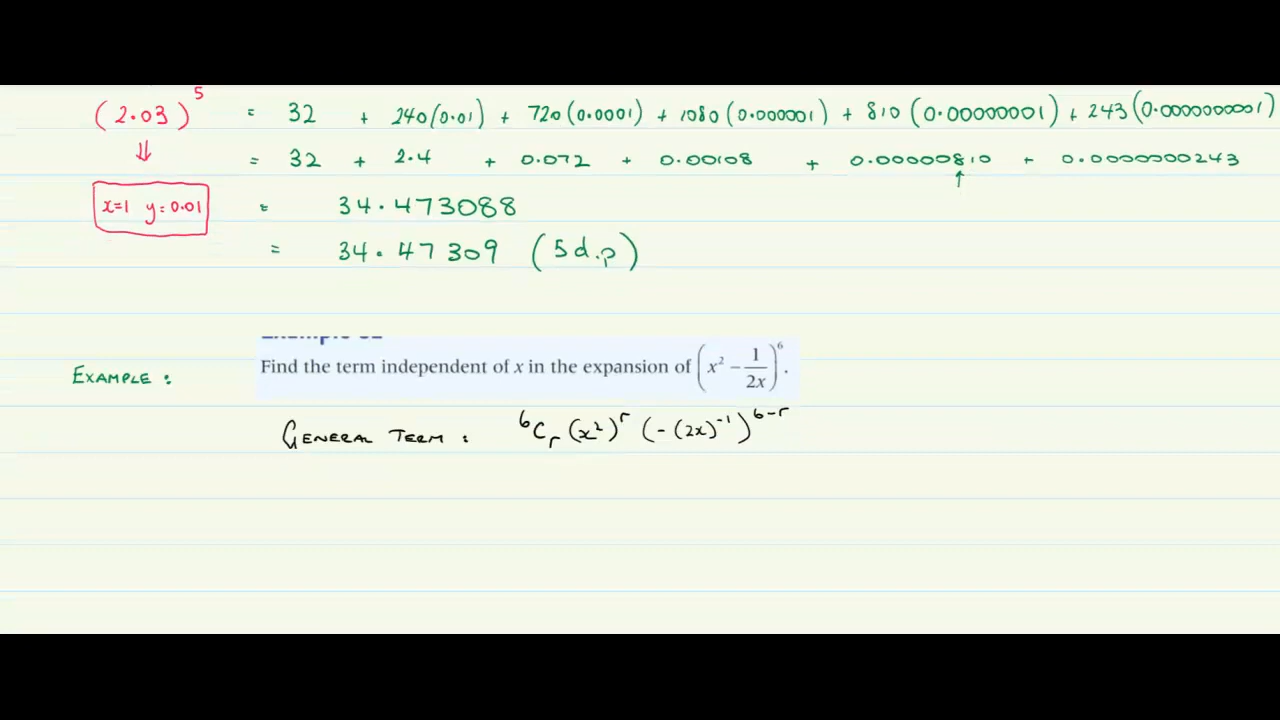 (2.03)⁵ = 32 + 240(0.01) + 720(0.0001) + 1080(0.000001) + 810(0.00000001) + 243(0.0000000001)
⇓ = 32 + 2.4 + 0.072 + 0.00108 + 0.00000810 + 0.0000000243
↑
x=1 y=0.01 = 34.473088
= 34.47309 (5d.p)
EXAMPLE : Find the term independent of x in the expansion of (x² − 1/2x)⁶.
GENERAL TERM : ⁶Cᵣ (x²)ʳ (-(2x)⁻¹)⁶⁻ʳ